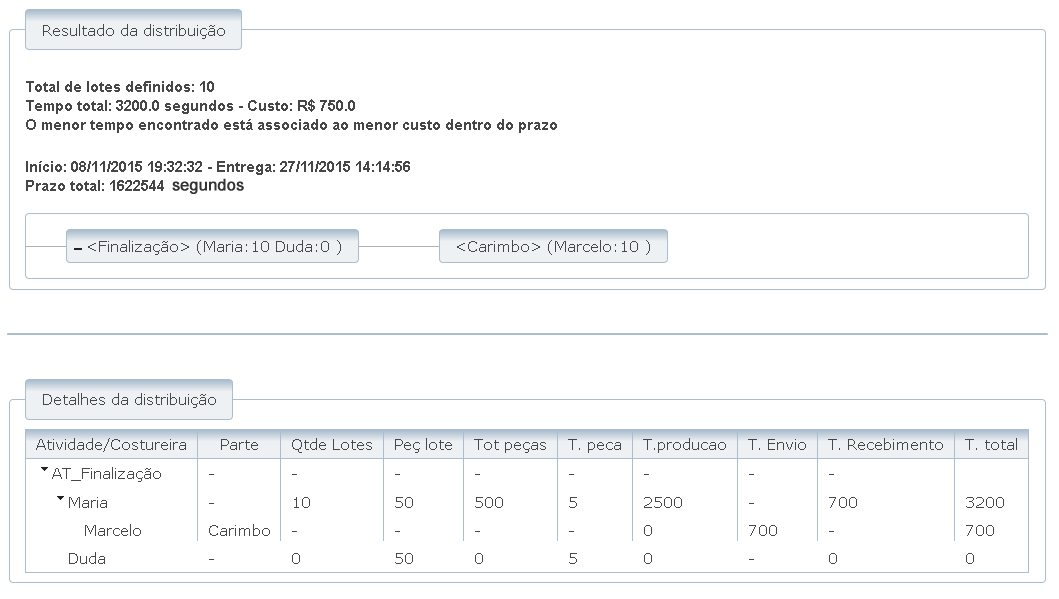 Resultado da distribuição
Total de lotes definidos: 10
Tempo total: 3200.0 segundos - Custo: R$ 750.0
O menor tempo encontrado está associado ao menor custo dentro do prazo
Início: 08/11/2015 19:32:32 - Entrega: 27/11/2015 14:14:56
Prazo total: 1622544 segundos
<Finalização> (Maria:10 Duda:0 ) <Carimbo> (Marcelo:10 )
Detalhes da distribuição
Atividade/Costureira Parte Qtde Lotes Peç lote Tot peças T. peca T.producao T. Envio T. Recebimento T. total
AT_Finalização - - - - - - - -
Maria - 10 50 500 5 2500 - 700 3200
Marcelo Carimbo - - - - 0 700 - 700
Duda - 0 50 0 5 0 - 0 0